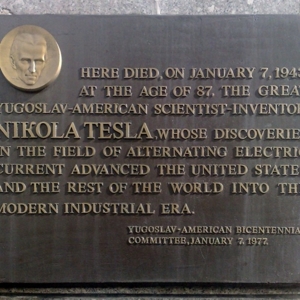 HERE DIED, ON JANUARY 7, 1943
AT THE AGE OF 87, THE GREAT
YUGOSLAV-AMERICAN SCIENTIST-INVENTOR
NIKOLA TESLA, WHOSE DISCOVERIES
IN THE FIELD OF ALTERNATING ELECTRIC
CURRENT ADVANCED THE UNITED STATES
AND THE REST OF THE WORLD INTO THE
MODERN INDUSTRIAL ERA.
YUGOSLAV-AMERICAN BICENTENNIAL
COMMITTEE, JANUARY 7, 1977.